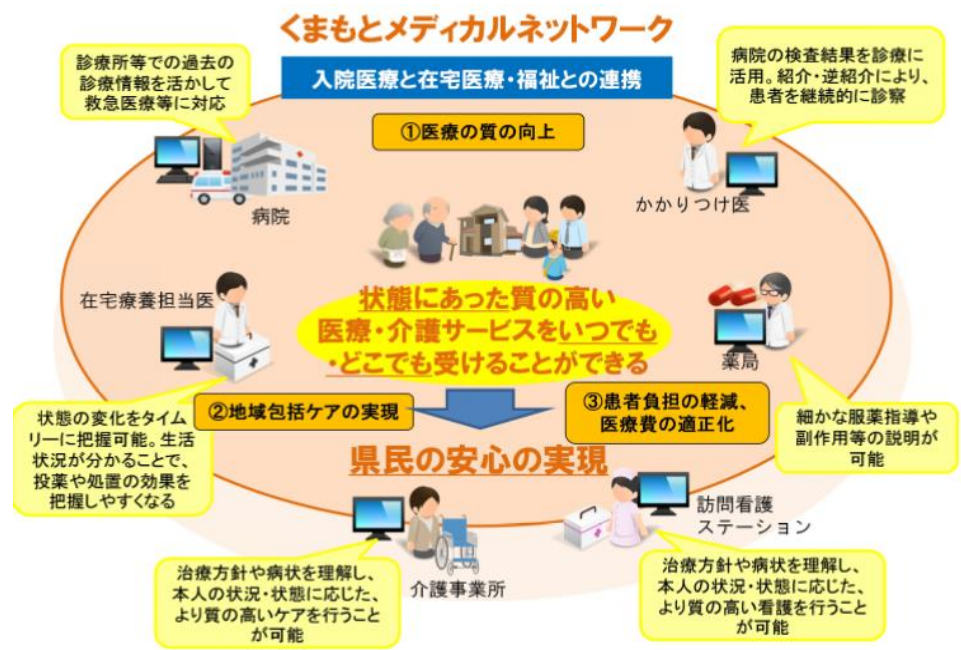 くまもとメディカルネットワーク
入院医療と在宅医療・福祉との連携
診療所等での過去の
診療情報を活かして
救急医療等に対応
病院の検査結果を診療に
活用。紹介・逆紹介により、
患者を継続的に診察
①医療の質の向上
病院
かかりつけ医
在宅療養担当医
状態にあった質の高い
医療・介護サービスをいつでも
・どこでも受けることができる
薬局
②地域包括ケアの実現
③患者負担の軽減、
医療費の適正化
状態の変化をタイム
リーに把握可能。生活
状況が分かることで、
投薬や処置の効果を
把握しやすくなる
細かな服薬指導や
副作用等の説明が
可能
県民の安心の実現
介護事業所
訪問看護
ステーション
治療方針や病状を理解し、
本人の状況・状態に応じた、
より質の高いケアを行うこと
が可能
治療方針や病状を理解し、
本人の状況・状態に応じた、
より質の高い看護を行うこと
が可能